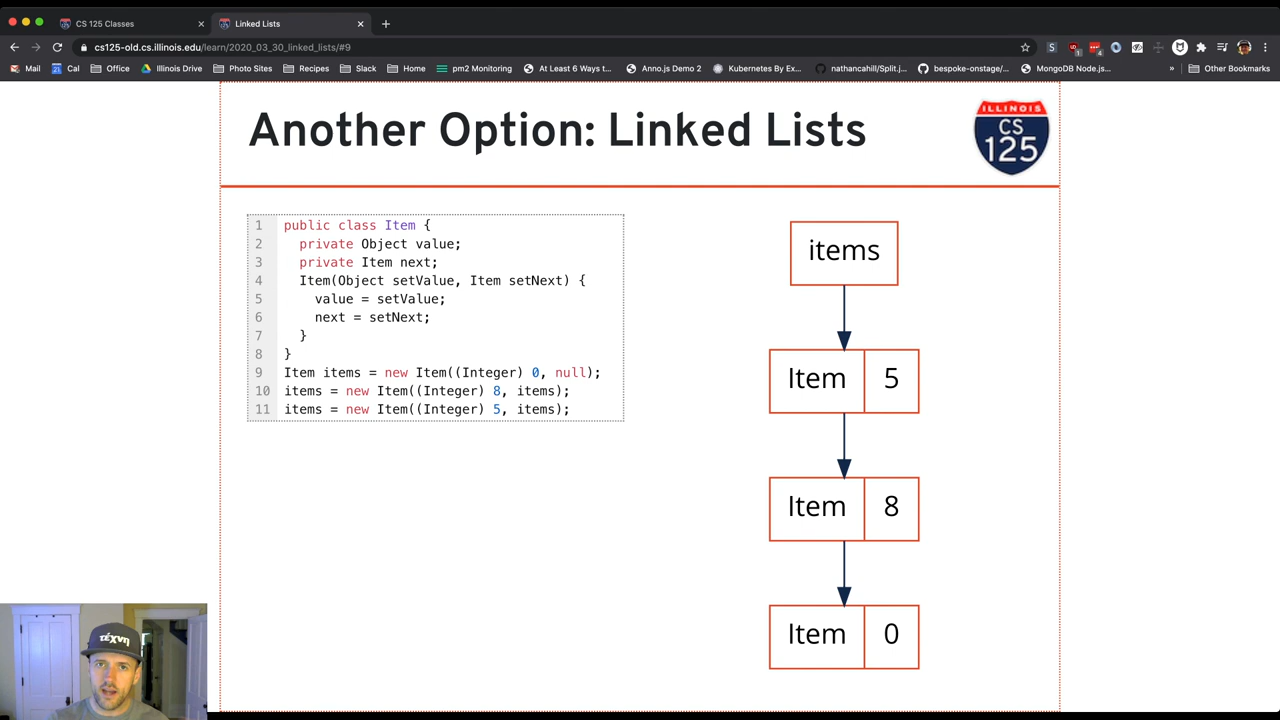 CS 125 Classes
Linked Lists
cs125-old.cs.illinois.edu/learn/2020_03_30_linked_lists/#9
Mail
Cal
Office
Illinois Drive
Photo Sites
Recipes
Slack
Home
pm2 Monitoring
At Least 6 Ways t...
Anno.js Demo 2
Kubernetes By Ex...
nathancahill/Split.j...
bespoke-onstage/...
MongoDB Node.js...
»
Other Bookmarks
Another Option: Linked Lists
ILLINOIS
CS
125
1 public class Item {
2 private Object value;
3 private Item next;
4 Item(Object setValue, Item setNext) {
5 value = setValue;
6 next = setNext;
7 }
8 }
9 Item items = new Item((Integer) 0, null);
10 items = new Item((Integer) 8, items);
11 items = new Item((Integer) 5, items);
items
Item 5
Item 8
Item 0